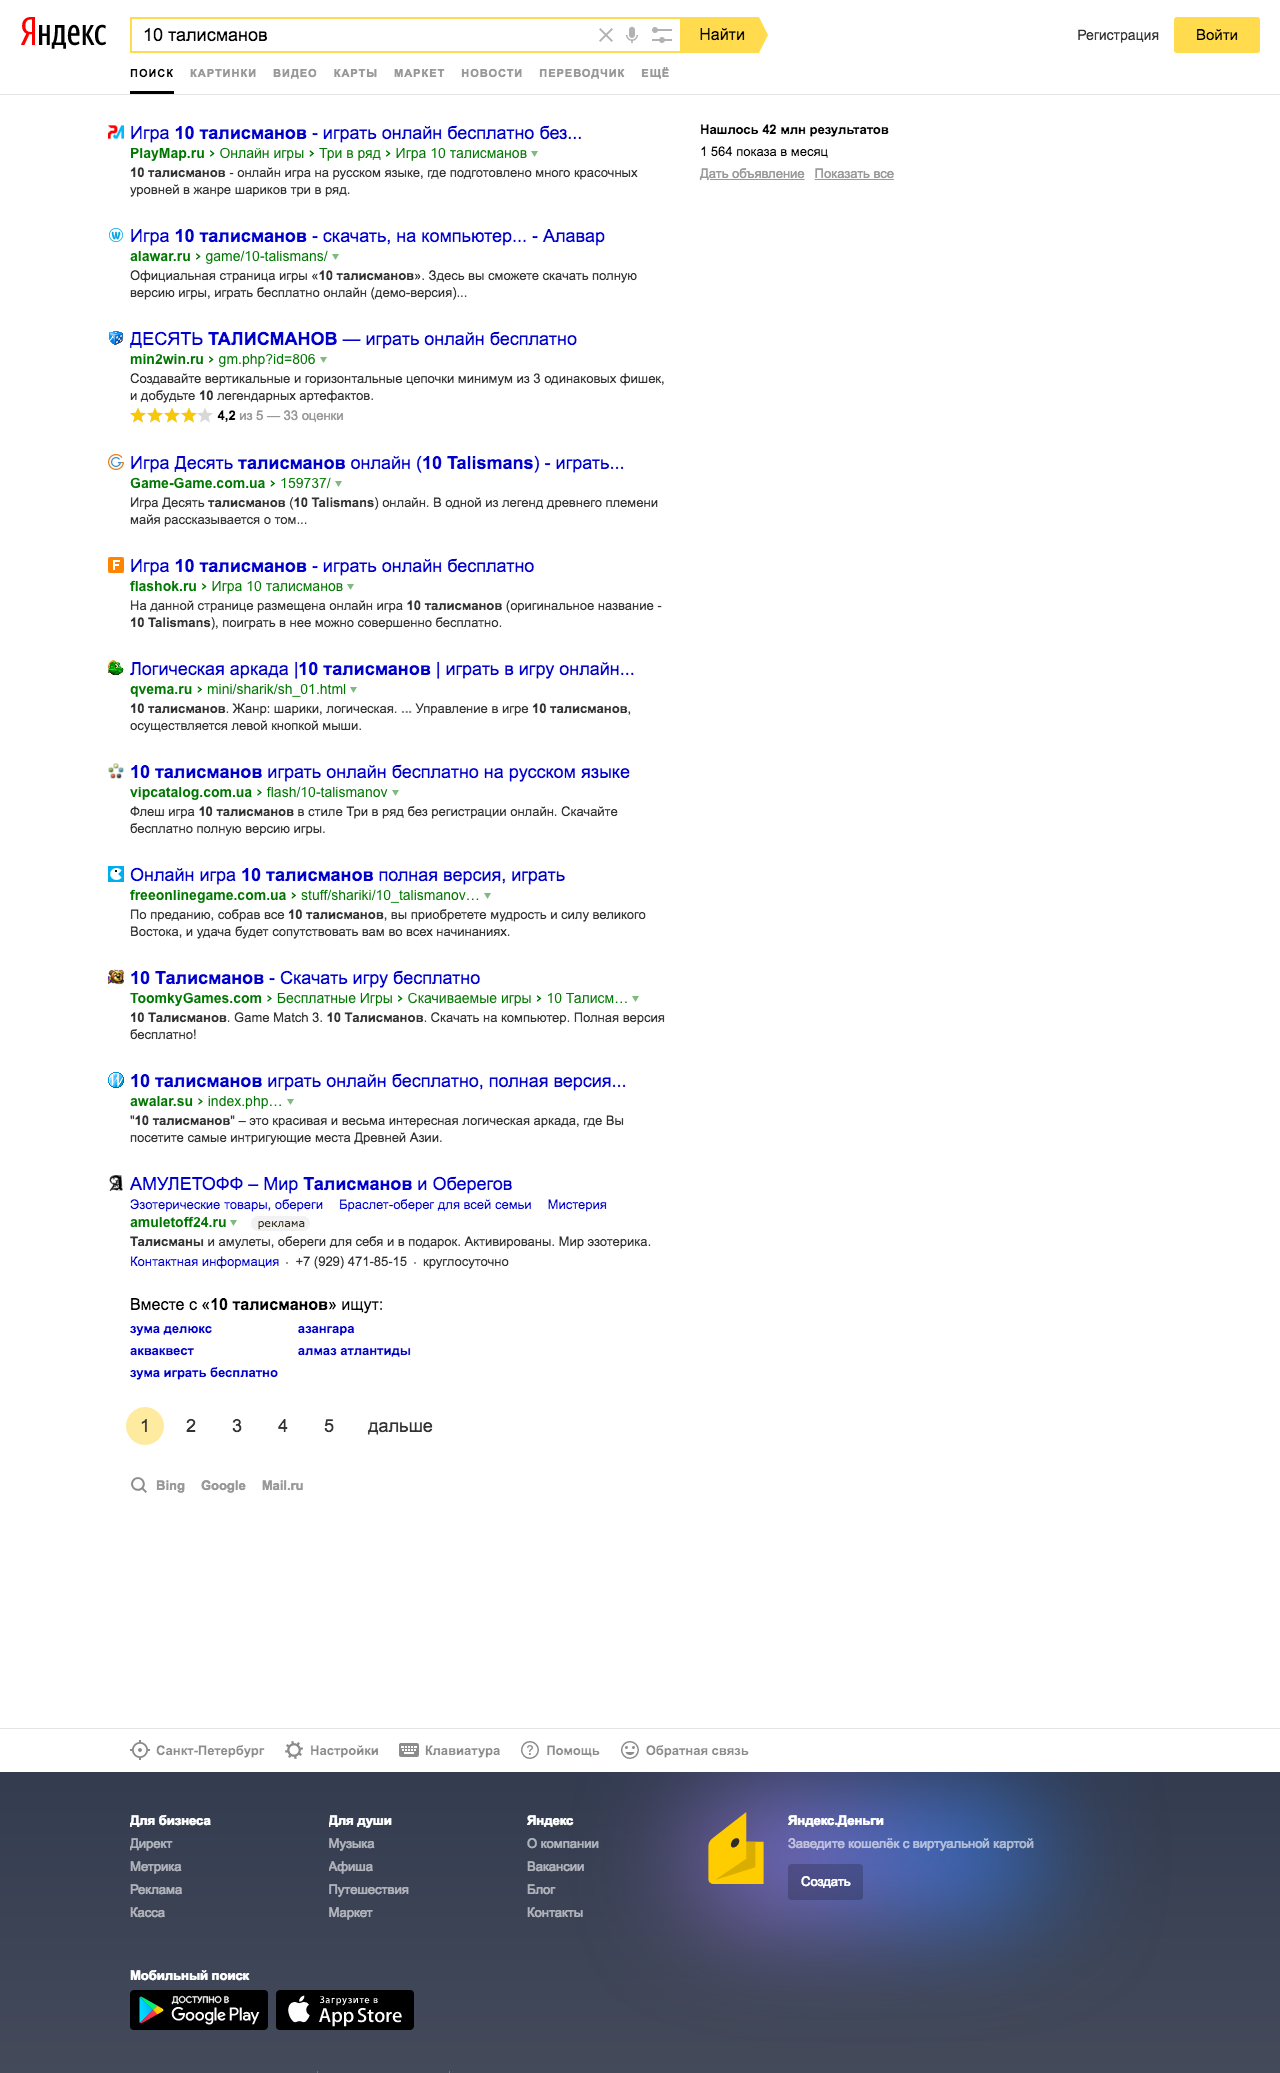 Яндекс
10 талисманов
Найти
Регистрация
Войти
ПОИСК КАРТИНКИ ВИДЕО КАРТЫ МАРКЕТ НОВОСТИ ПЕРЕВОДЧИК ЕЩЁ
Игра 10 талисманов - играть онлайн бесплатно без...
PlayMap.ru › Онлайн игры › Три в ряд › Игра 10 талисманов
10 талисманов - онлайн игра на русском языке, где подготовлено много красочных
уровней в жанре шариков три в ряд.
Нашлось 42 млн результатов
1 564 показа в месяц
Дать объявление Показать все
Игра 10 талисманов - скачать, на компьютер... - Алавар
alawar.ru › game/10-talismans/
Официальная страница игры «10 талисманов». Здесь вы сможете скачать полную
версию игры, играть бесплатно онлайн (демо-версия)...
ДЕСЯТЬ ТАЛИСМАНОВ — играть онлайн бесплатно
min2win.ru › gm.php?id=806
Создавайте вертикальные и горизонтальные цепочки минимум из 3 одинаковых фишек,
и добудьте 10 легендарных артефактов.
4,2 из 5 — 33 оценки
Игра Десять талисманов онлайн (10 Talismans) - играть...
Game-Game.com.ua › 159737/
Игра Десять талисманов (10 Talismans) онлайн. В одной из легенд древнего племени
майя рассказывается о том...
Игра 10 талисманов - играть онлайн бесплатно
flashok.ru › Игра 10 талисманов
На данной странице размещена онлайн игра 10 талисманов (оригинальное название -
10 Talismans), поиграть в нее можно совершенно бесплатно.
Логическая аркада |10 талисманов | играть в игру онлайн...
qvema.ru › mini/sharik/sh_01.html
10 талисманов. Жанр: шарики, логическая. ... Управление в игре 10 талисманов,
осуществляется левой кнопкой мыши.
10 талисманов играть онлайн бесплатно на русском языке
vipcatalog.com.ua › flash/10-talismanov
Флеш игра 10 талисманов в стиле Три в ряд без регистрации онлайн. Скачайте
бесплатно полную версию игры.
Онлайн игра 10 талисманов полная версия, играть
freeonlinegame.com.ua › stuff/shariki/10_talismanov…
По преданию, собрав все 10 талисманов, вы приобретете мудрость и силу великого
Востока, и удача будет сопутствовать вам во всех начинаниях.
10 Талисманов - Скачать игру бесплатно
ToomkyGames.com › Бесплатные Игры › Скачиваемые игры › 10 Талисм…
10 Талисманов. Game Match 3. 10 Талисманов. Скачать на компьютер. Полная версия
бесплатно!
10 талисманов играть онлайн бесплатно, полная версия...
awalar.su › index.php…
"10 талисманов" – это красивая и весьма интересная логическая аркада, где Вы
посетите самые интригующие места Древней Азии.
АМУЛЕТОФФ – Мир Талисманов и Оберегов
Эзотерические товары, обереги Браслет-оберег для всей семьи Мистерия
amuletoff24.ru реклама
Талисманы и амулеты, обереги для себя и в подарок. Активированы. Мир эзотерика.
Контактная информация · +7 (929) 471-85-15 · круглосуточно
Вместе с «10 талисманов» ищут:
зума делюкс азангара
акваквест алмаз атлантиды
зума играть бесплатно
1 2 3 4 5 дальше
Bing Google Mail.ru
Санкт-Петербург Настройки Клавиатура Помощь Обратная связь
Для бизнеса
Директ
Метрика
Реклама
Касса
Для души
Музыка
Афиша
Путешествия
Маркет
Яндекс
О компании
Вакансии
Блог
Контакты
Яндекс.Деньги
Заведите кошелёк с виртуальной картой
Создать
Мобильный поиск
ДОСТУПНО В
Google Play
Загрузите в
App Store